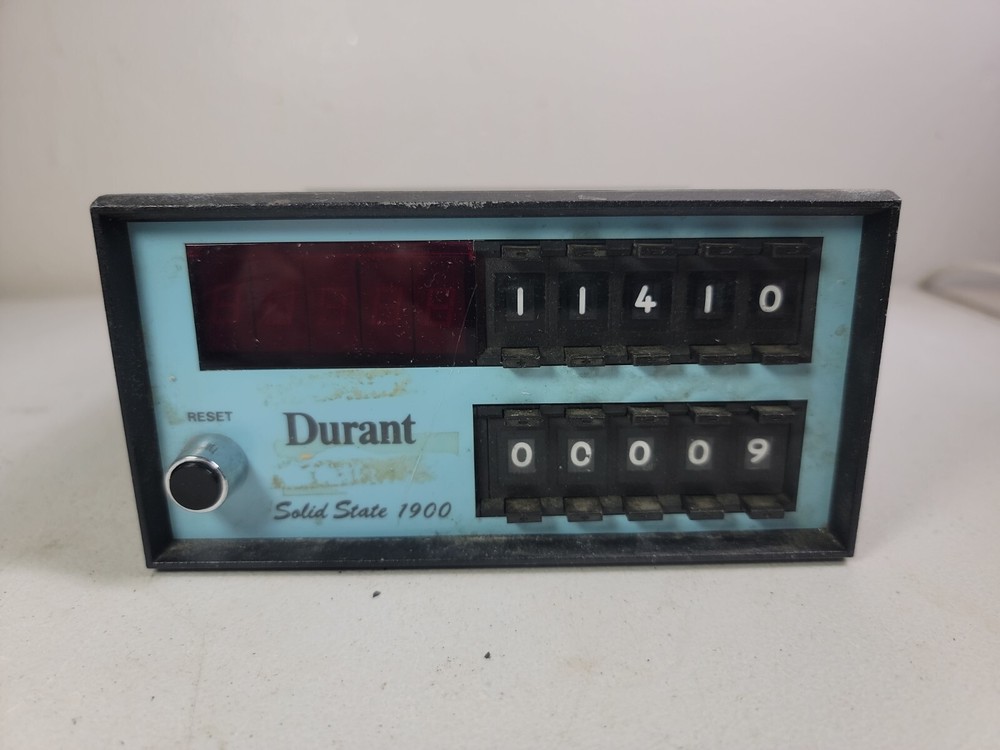 11410
RESET
Durant
00009
Solid State 1900